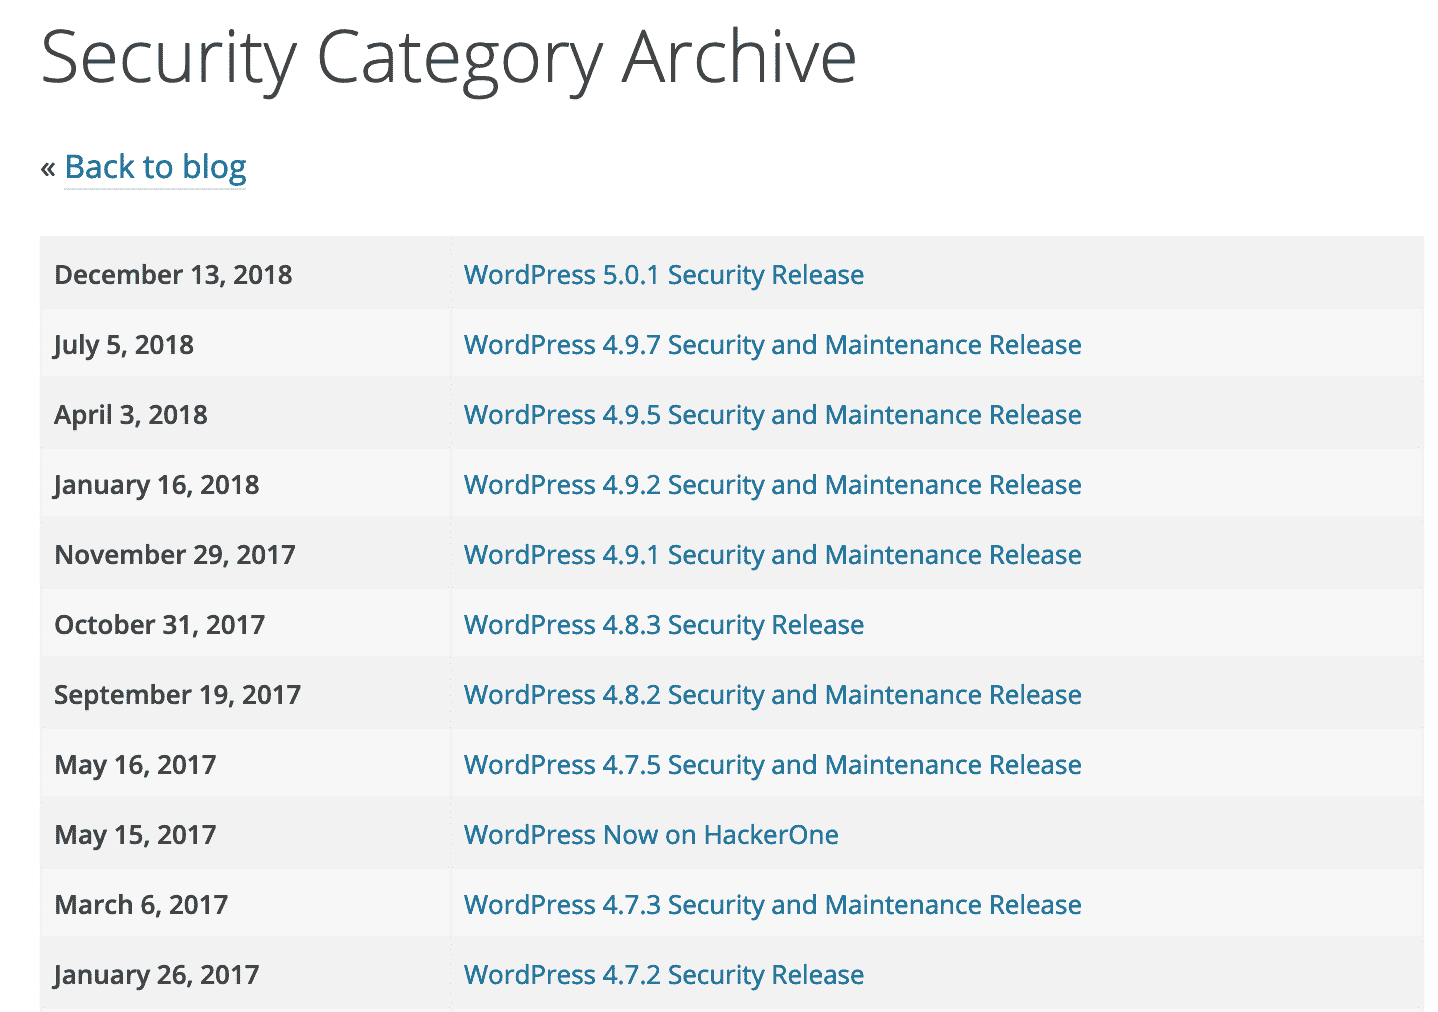 Security Category Archive
« Back to blog
December 13, 2018 WordPress 5.0.1 Security Release
July 5, 2018 WordPress 4.9.7 Security and Maintenance Release
April 3, 2018 WordPress 4.9.5 Security and Maintenance Release
January 16, 2018 WordPress 4.9.2 Security and Maintenance Release
November 29, 2017 WordPress 4.9.1 Security and Maintenance Release
October 31, 2017 WordPress 4.8.3 Security Release
September 19, 2017 WordPress 4.8.2 Security and Maintenance Release
May 16, 2017 WordPress 4.7.5 Security and Maintenance Release
May 15, 2017 WordPress Now on HackerOne
March 6, 2017 WordPress 4.7.3 Security and Maintenance Release
January 26, 2017 WordPress 4.7.2 Security Release